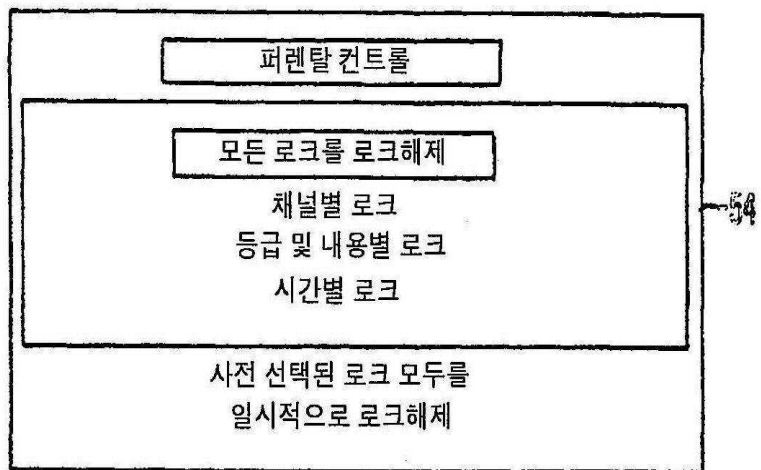 퍼렌탈 컨트롤
모든 로크를 로크해제
채널별 로크
54
등급 및 내용별 로크
시간별 로크
사전 선택된 로크 모두를
일시적으로 로크해제